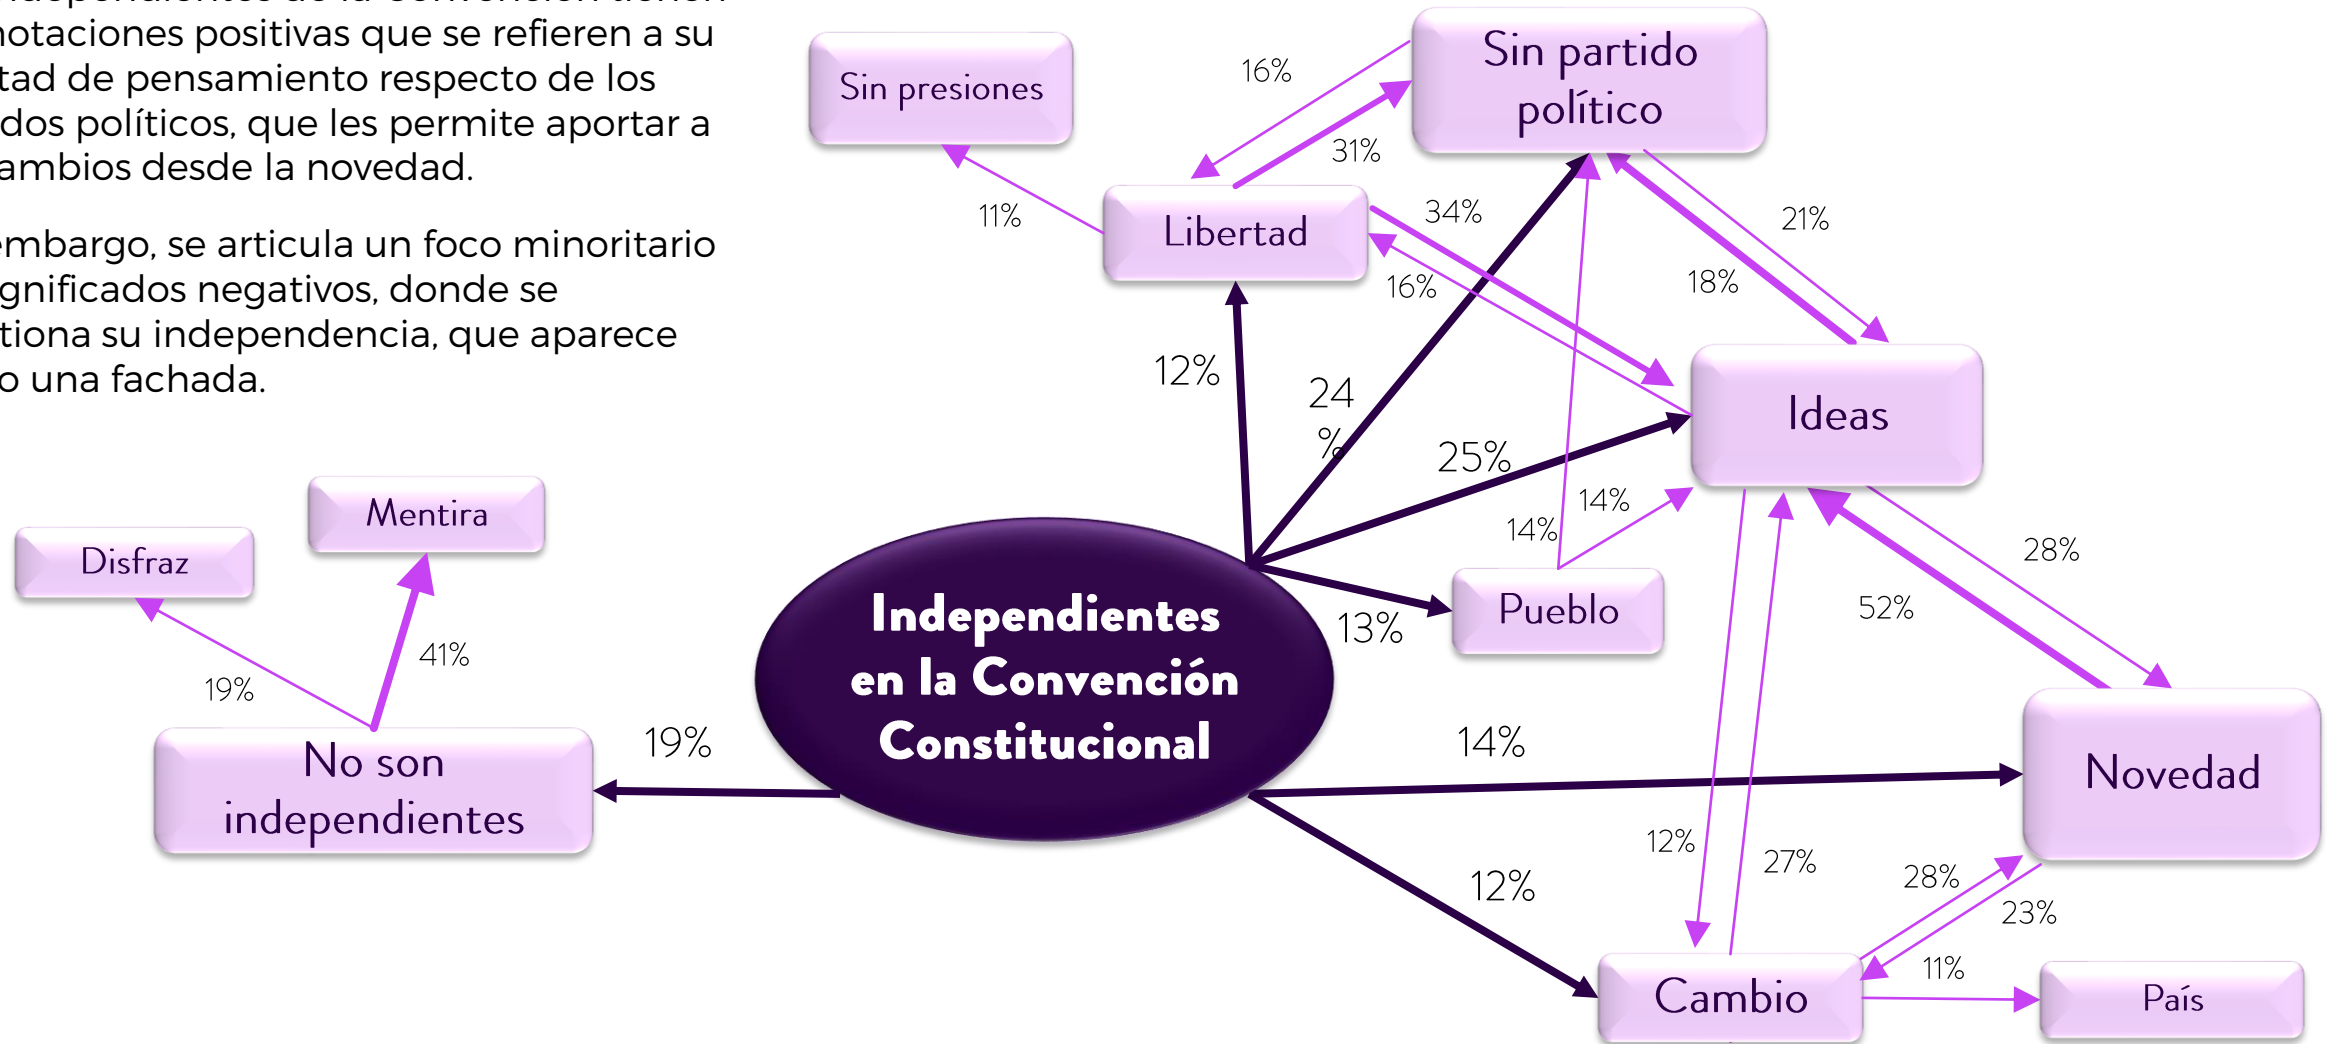 notaciones positivas que se refieren a su
tad de pensamiento respecto de los
dos políticos, que les permite aportar a
ambios desde la novedad.
embargo, se articula un foco minoritario
gnificados negativos, donde se
tiona su independencia, que aparece
o una fachada.
Sin presiones
16%
Sin partido
político
31%
11%
Libertad
34%
21%
16%
18%
12%
24
%
25%
Ideas
Mentira
Disfraz
14%
14%
28%
Independientes
en la Convención
Constitucional
Pueblo
13%
52%
41%
19%
No son
independientes
19%
14%
Novedad
12%
27%
12%
28%
23%
11%
Cambio
País